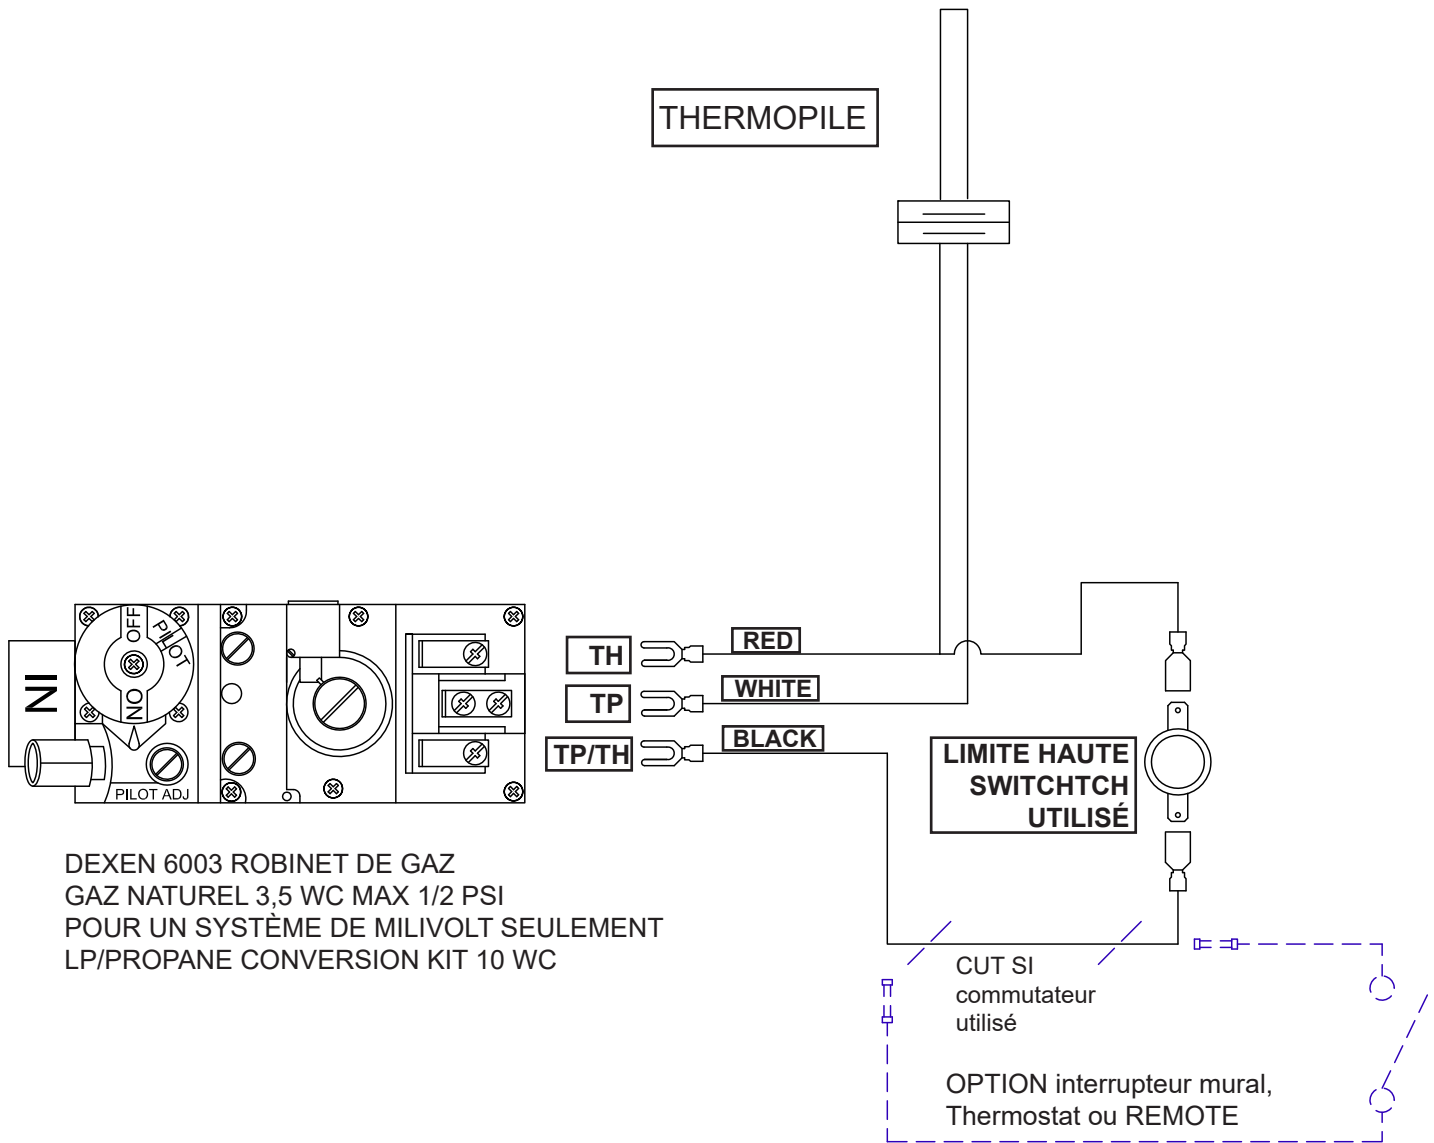 THERMOPILE
OFF
PILOT
ON
IN
PILOT ADJ
TH
RED
TP
WHITE
TP/TH
BLACK
LIMITE HAUTE
SWITCHTCH
UTILISÉ
DEXEN 6003 ROBINET DE GAZ
GAZ NATUREL 3,5 WC MAX 1/2 PSI
POUR UN SYSTÈME DE MILIVOLT SEULEMENT
LP/PROPANE CONVERSION KIT 10 WC
CUT SI
commutateur
utilisé
OPTION interrupteur mural,
Thermostat ou REMOTE